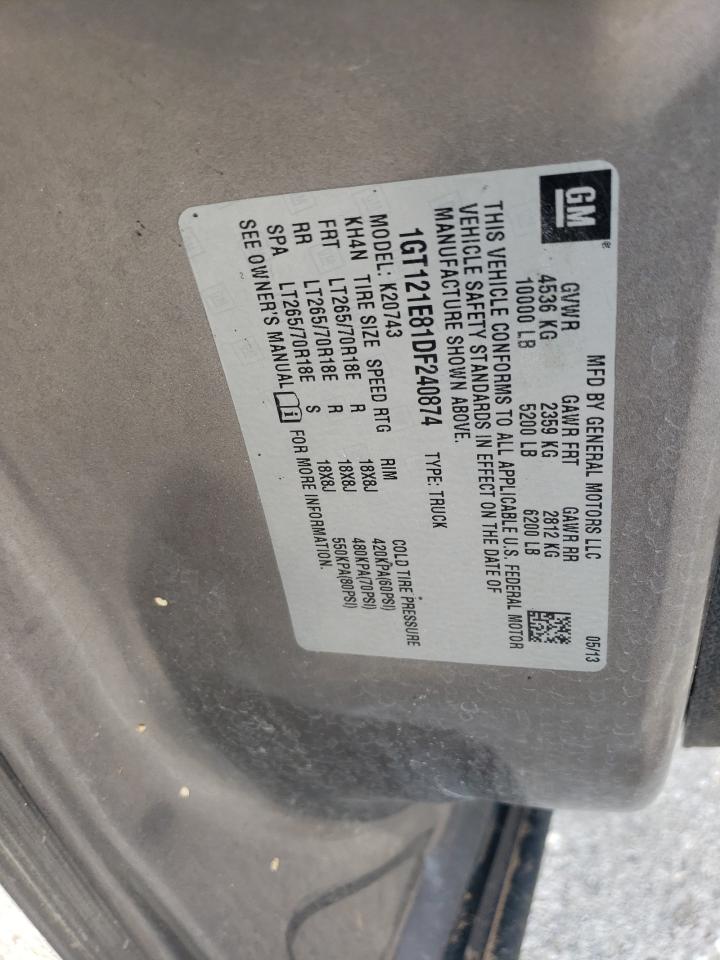 GM
®
MFD BY GENERAL MOTORS LLC 05/13
GVWR GAWR FRT GAWR RR
4536 KG 2359 KG 2812 KG
10000 LB 5200 LB 6200 LB
THIS VEHICLE CONFORMS TO ALL APPLICABLE U.S. FEDERAL MOTOR
VEHICLE SAFETY STANDARDS IN EFFECT ON THE DATE OF
MANUFACTURE SHOWN ABOVE.
1GT121E81DF240874 TYPE: TRUCK
MODEL: K20743
KH4N TIRE SIZE SPEED RTG RIM COLD TIRE PRESSURE
FRT LT265/70R18E R 18X8J 420KPA(60PSI)
RR LT265/70R18E R 18X8J 480KPA(70PSI)
SPA LT265/70R18E S 18X8J 550KPA(80PSI)
SEE OWNER'S MANUAL i FOR MORE INFORMATION.